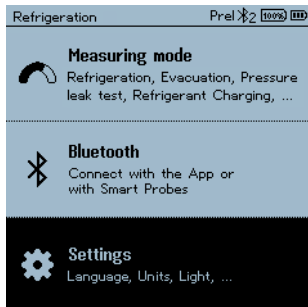 Refrigeration Prel 2 100%
Measuring mode
Refrigeration, Evacuation, Pressure
leak test, Refrigerant Charging, ...
Bluetooth
Connect with the App or
with Smart Probes
Settings
Language, Units, Light, ...